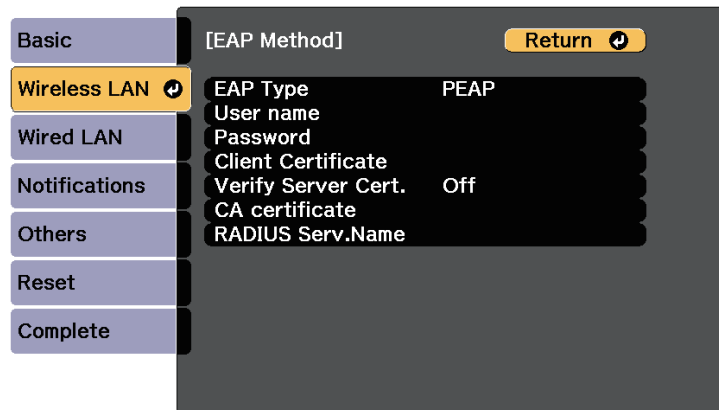 Basic
Wireless LAN
Wired LAN
Notifications
Others
Reset
Complete
[EAP Method]
Return
EAP Type PEAP
User name
Password
Client Certificate
Verify Server Cert. Off
CA certificate
RADIUS Serv.Name